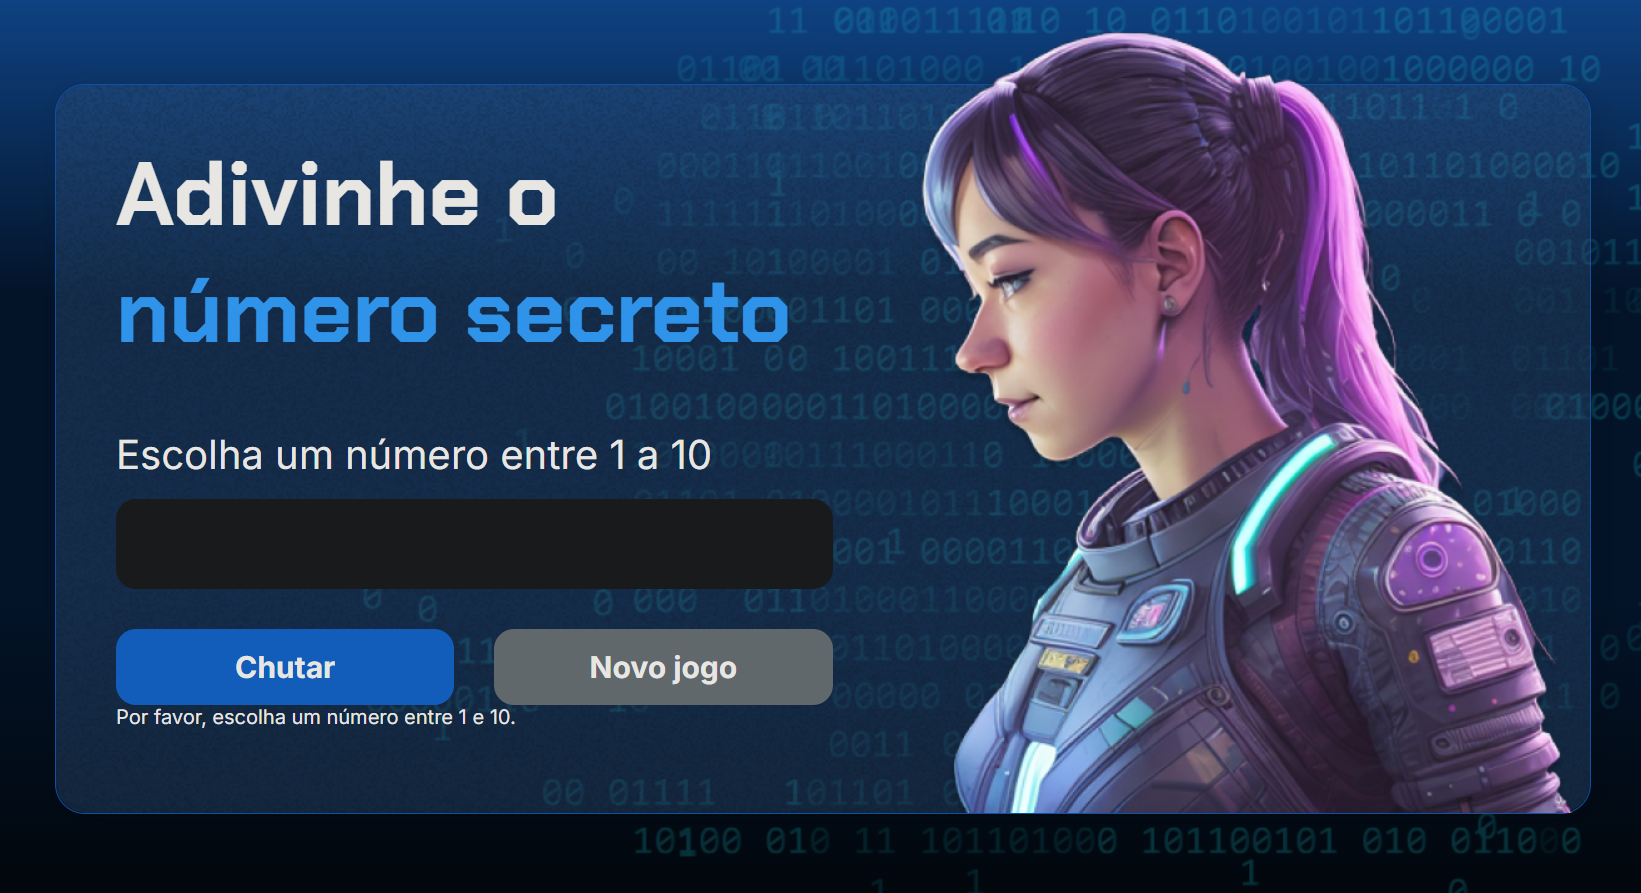 Adivinhe o
número secreto
Escolha um número entre 1 a 10
Chutar
Novo jogo
Por favor, escolha um número entre 1 e 10.